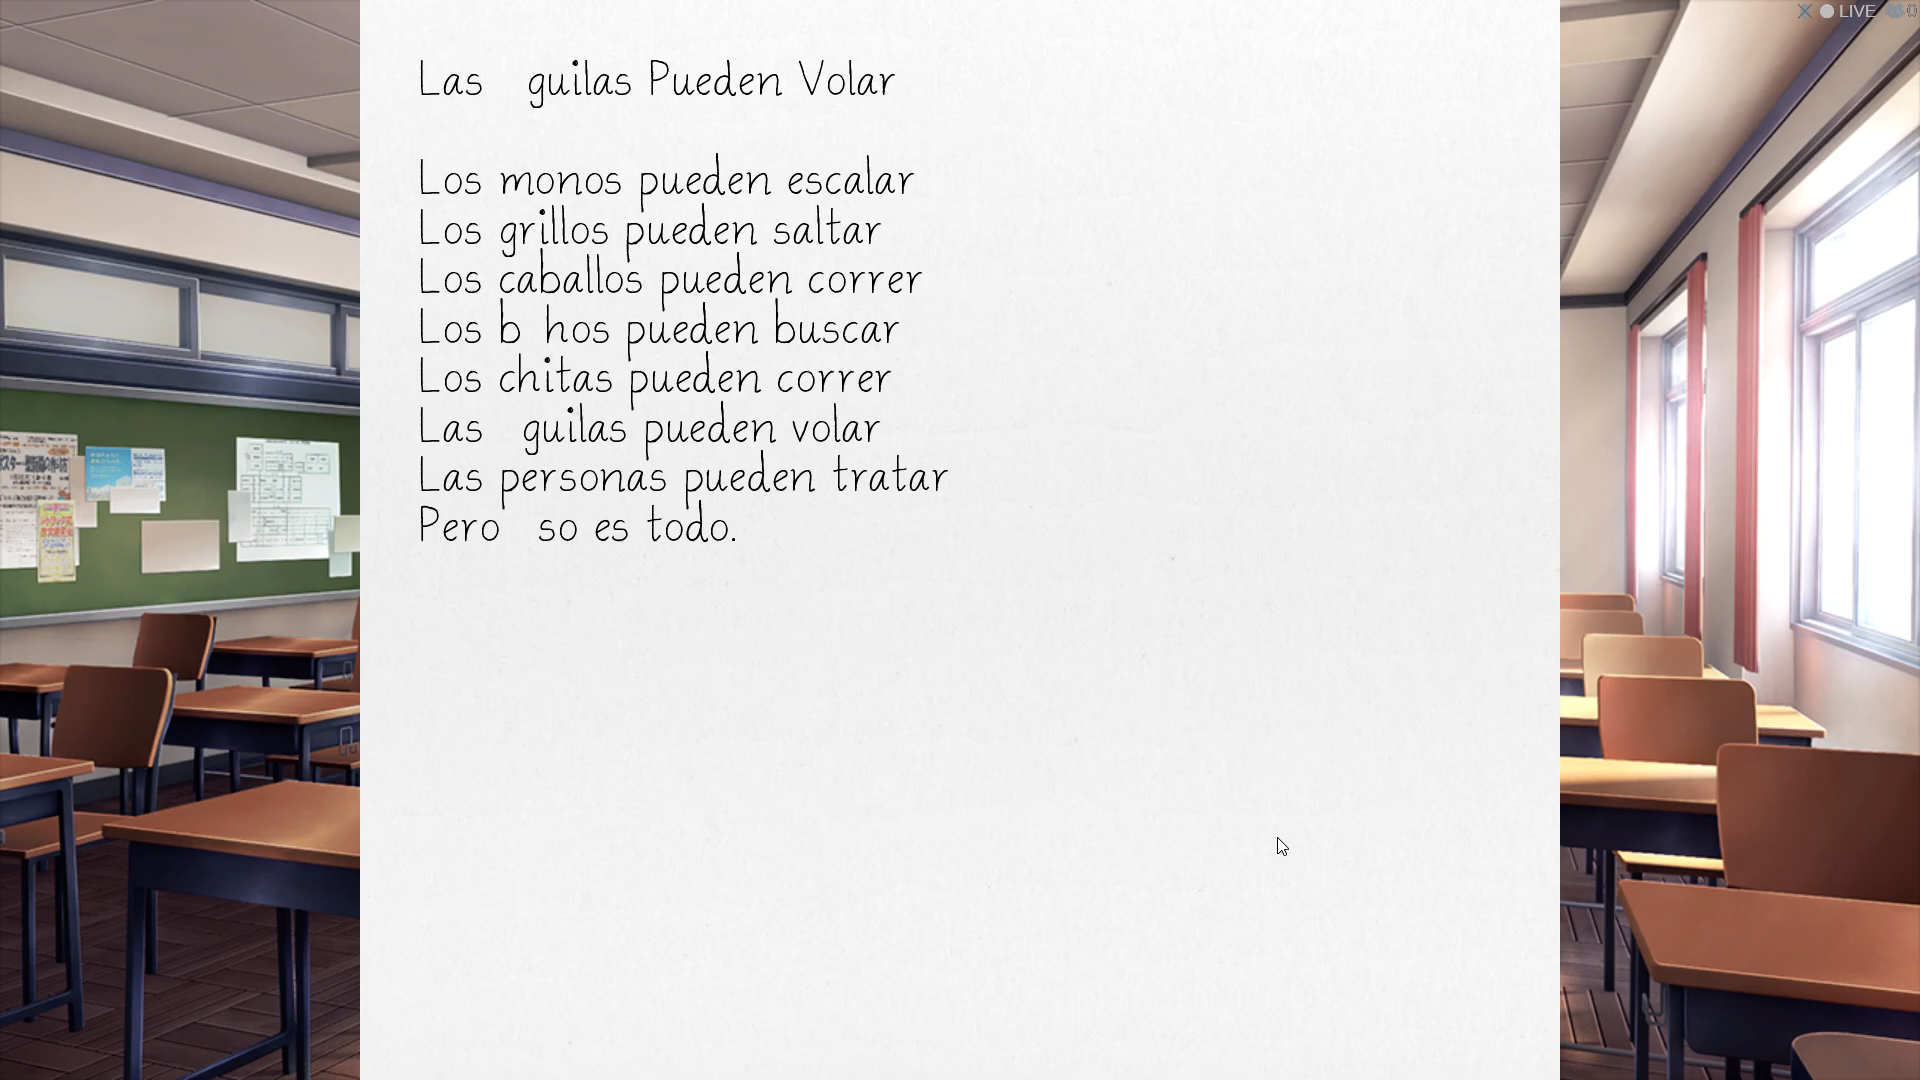 LIVE 0
Las guilas Pueden Volar
Los monos pueden escalar
Los grillos pueden saltar
Los caballos pueden correr
Los b hos pueden buscar
Los chitas pueden correr
Las guilas pueden volar
Las personas pueden tratar
Pero so es todo.